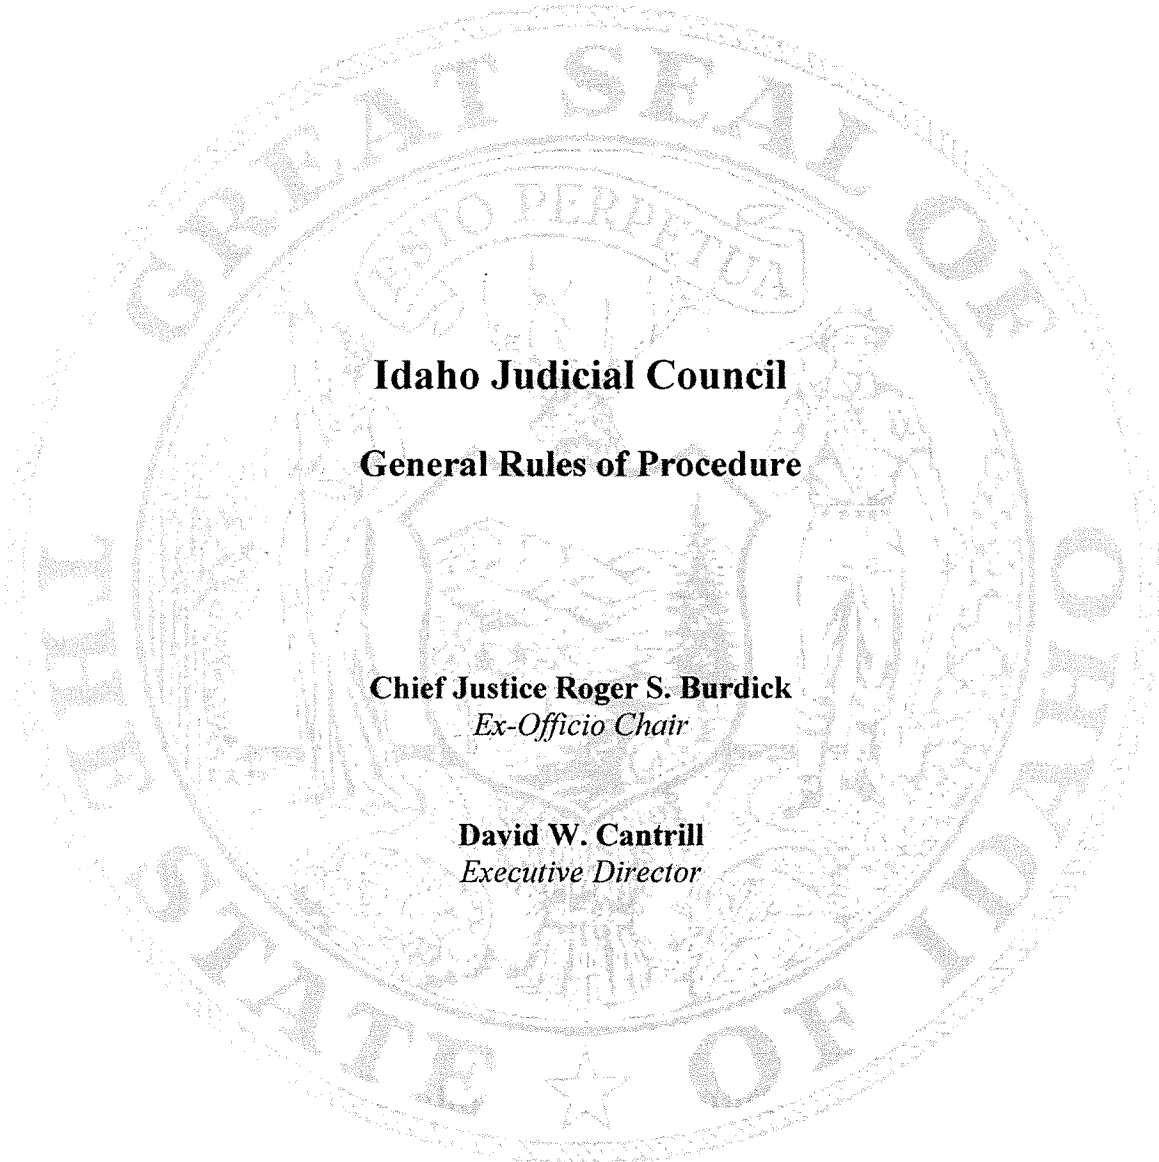 GREAT SEAL OF
THE STATE ☆ OF IDAHO
ESTO PERPETUA
Idaho Judicial Council
General Rules of Procedure
Chief Justice Roger S. Burdick
Ex-Officio Chair
David W. Cantrill
Executive Director